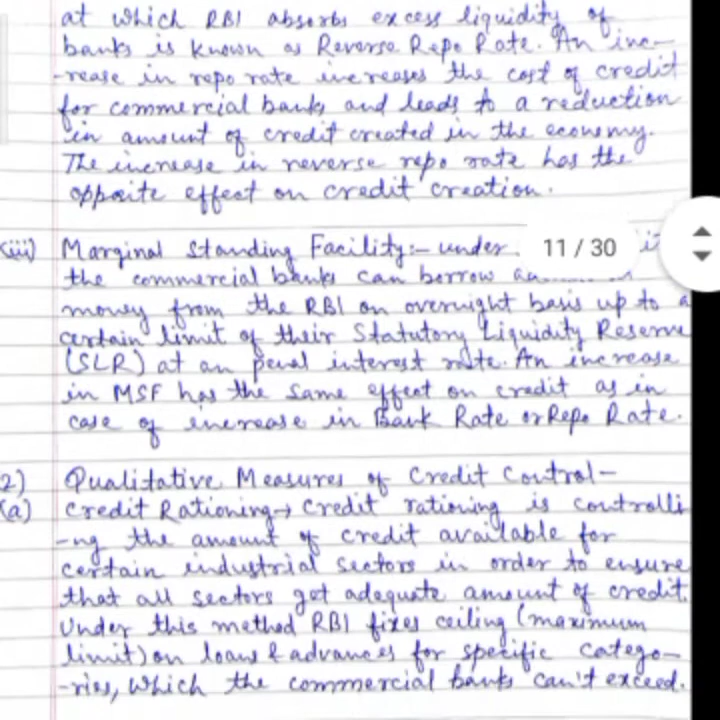 at which RBI absorbs excess liquidity of
banks is known as Reverse Repo Rate. An inc-
-rease in repo rate increases the cost of credit
for commercial banks and leads to a reduction
in amount of credit created in the economy.
The increase in reverse repo rate has the
opposite effect on credit creation.
(iii) Marginal Standing Facility:- under
11 / 30
the commercial banks can borrow
money from the RBI on overnight basis up to a
certain limit of their Statutory Liquidity Reserve
(SLR) at an penal interest rate. An increase
in MSF has the same effect on credit as in
case of increase in Bank Rate or Repo Rate.
2) Qualitative Measures of Credit Control-
(a) Credit Rationing→ Credit rationing is controlli
-ng the amount of credit available for
certain industrial sectors in order to ensure
that all sectors get adequate amount of credit.
Under this method RBI fixes ceiling (maximum
limit) on loans & advances for specific catego-
-ries, Which the commercial banks can't exceed.